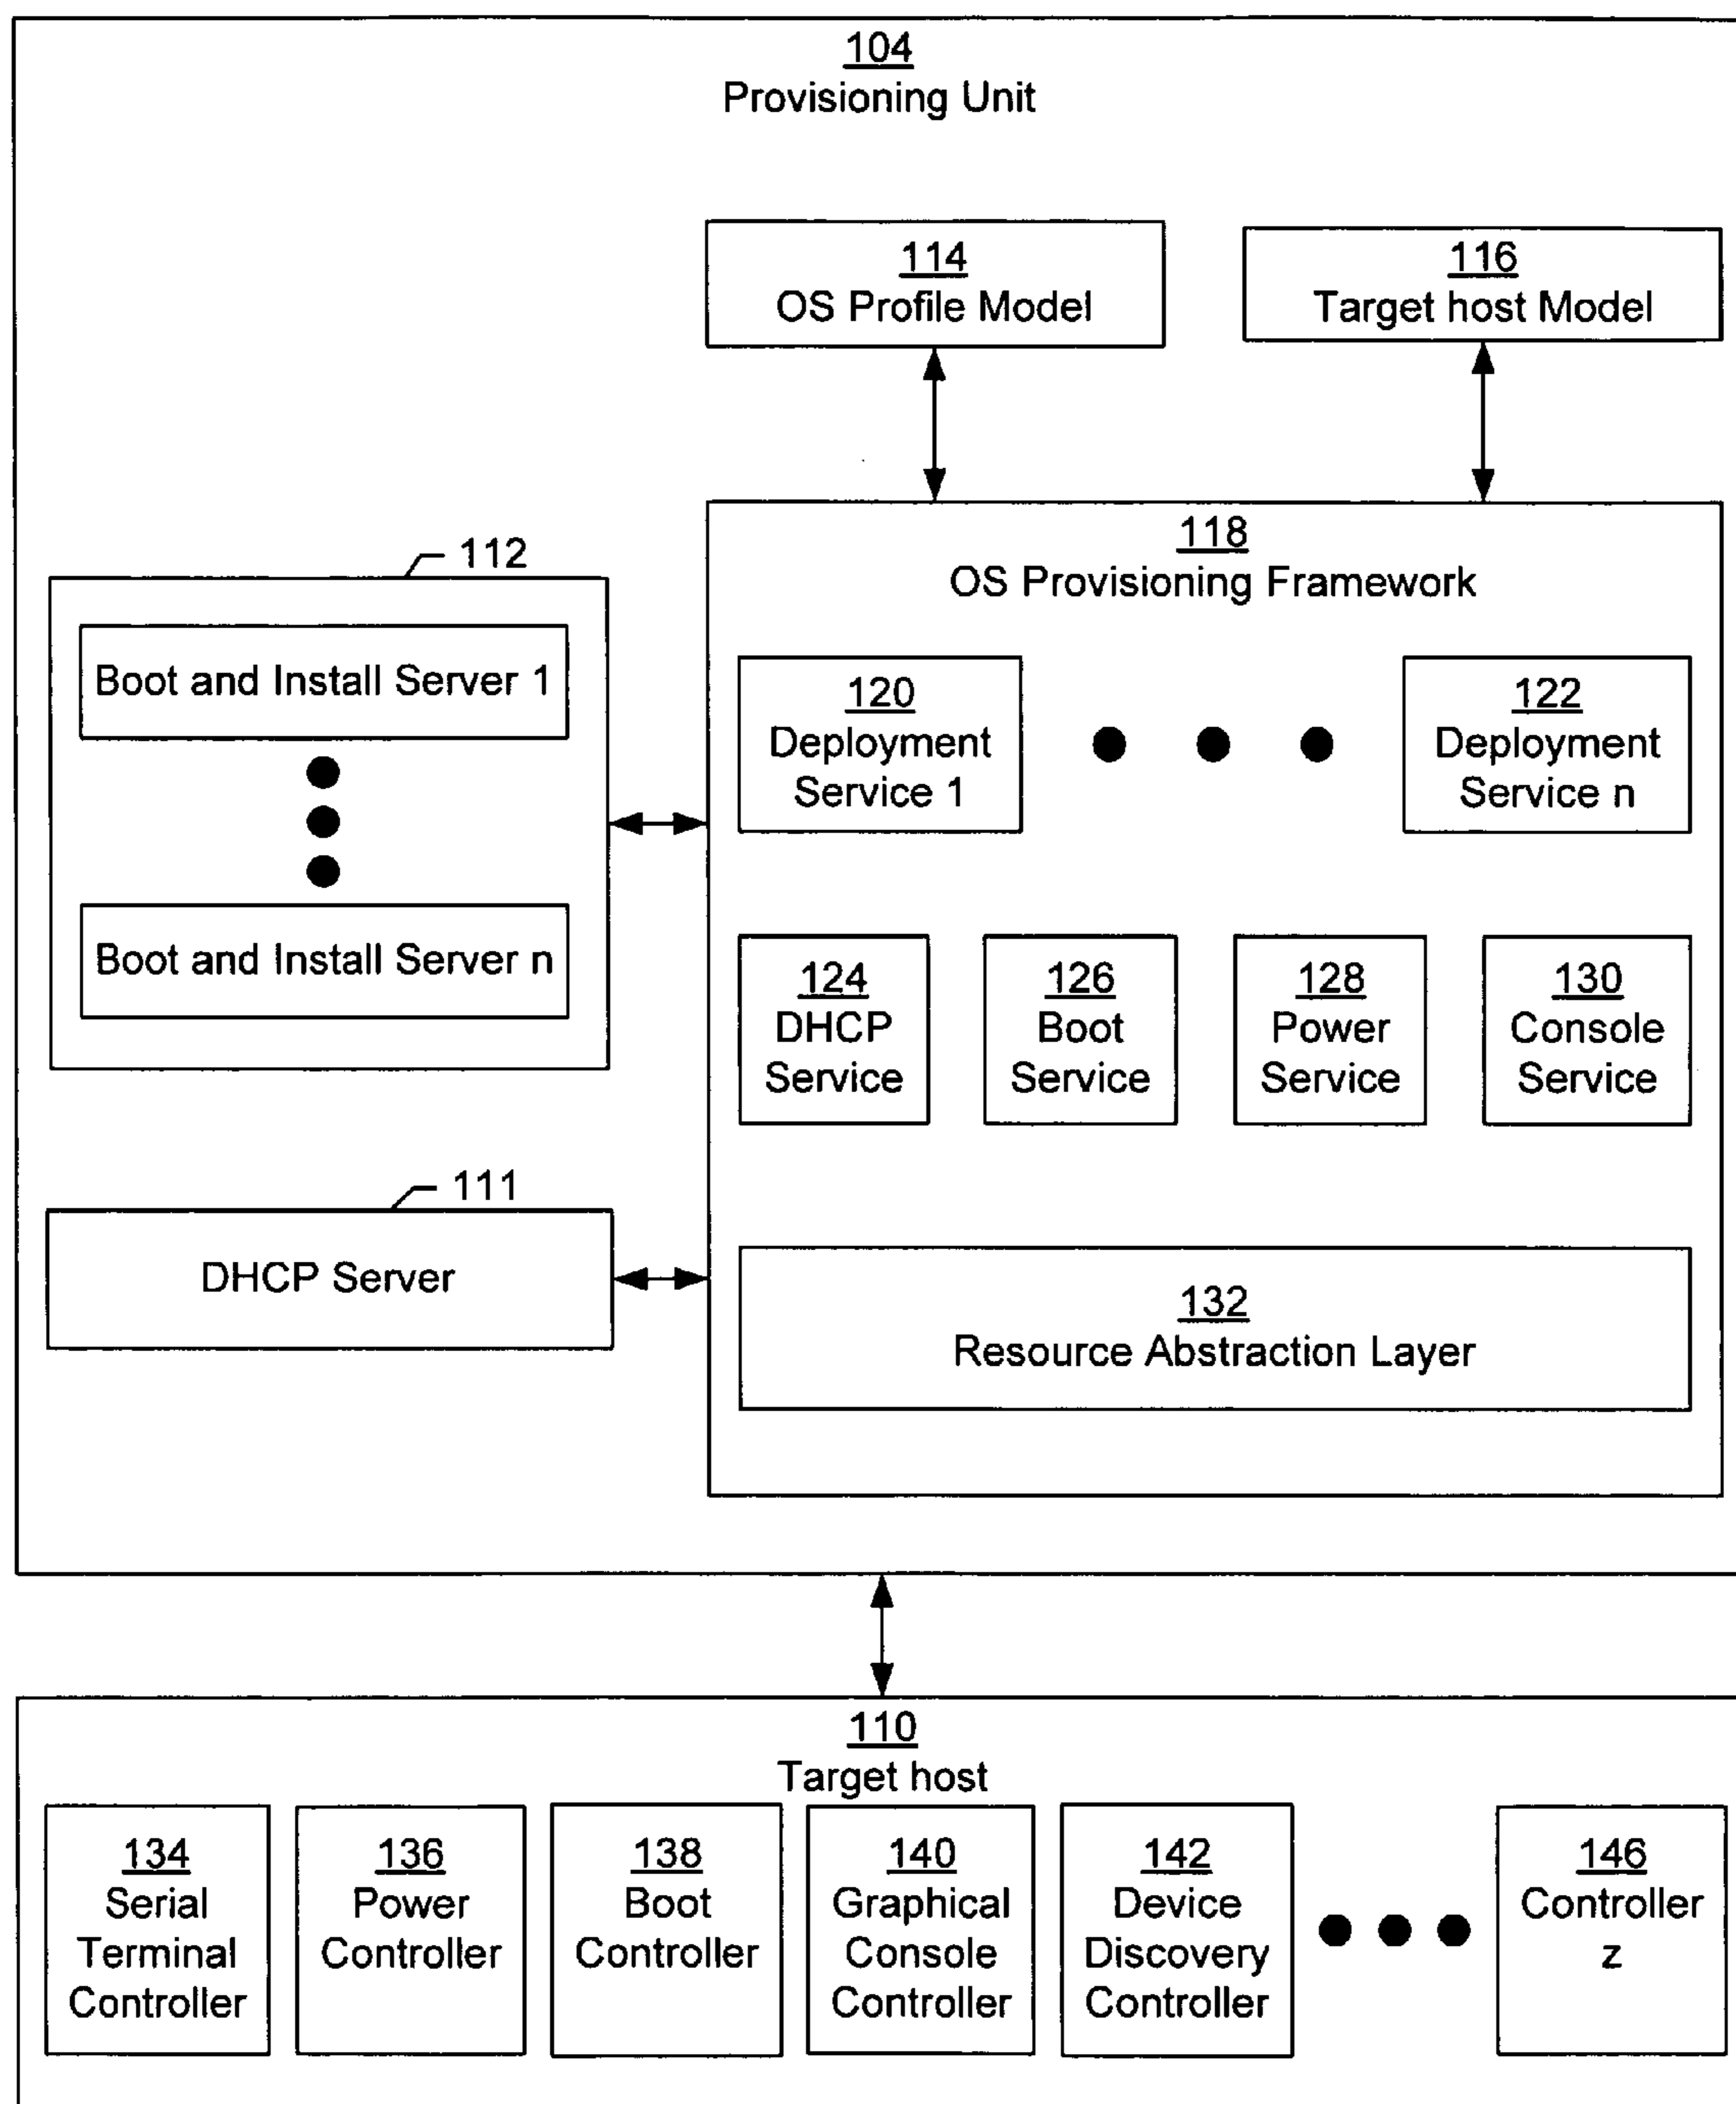 104
Provisioning Unit
114
OS Profile Model
116
Target host Model
112
Boot and Install Server 1
Boot and Install Server n
118
OS Provisioning Framework
120
Deployment
Service 1
122
Deployment
Service n
124
DHCP
Service
126
Boot
Service
128
Power
Service
130
Console
Service
111
DHCP Server
132
Resource Abstraction Layer
110
Target host
134
Serial
Terminal
Controller
136
Power
Controller
138
Boot
Controller
140
Graphical
Console
Controller
142
Device
Discovery
Controller
146
Controller
z